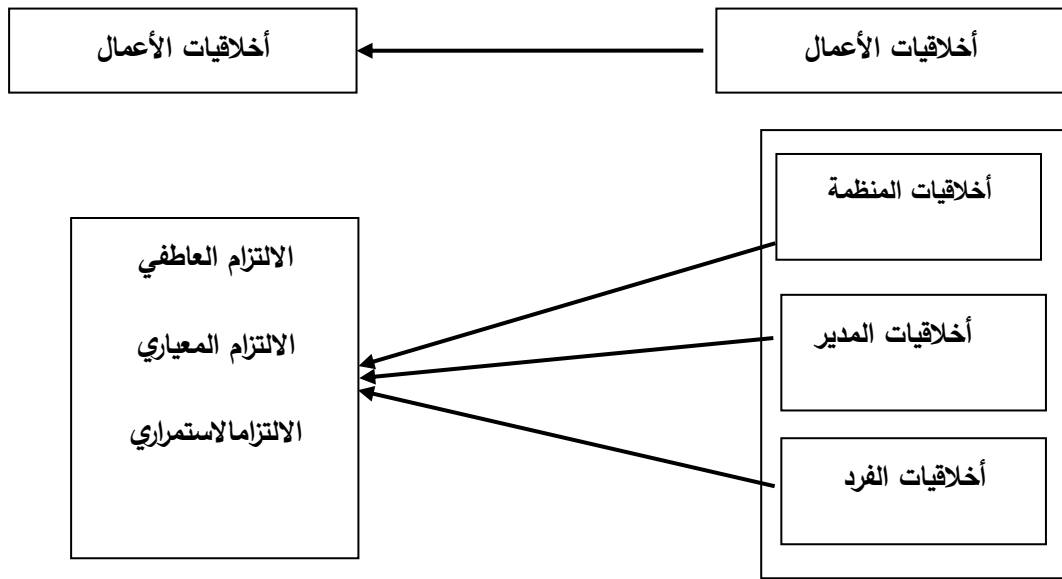 أخلاقيات الأعمال
أخلاقيات الأعمال
أخلاقيات المنظمة
أخلاقيات المدير
أخلاقيات الفرد
الالتزام العاطفي
الالتزام المعياري
الالتزامالاستمراري